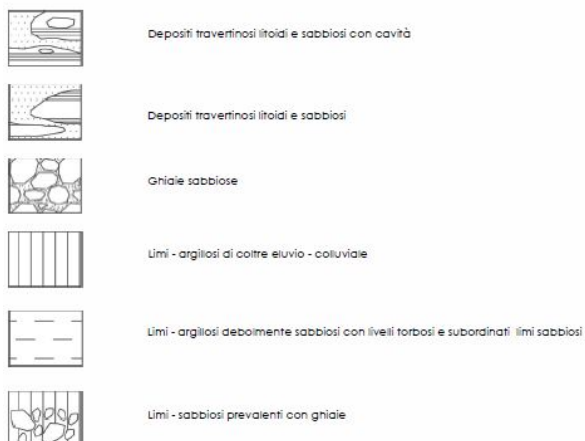 Depositi travertinosi litoidi e sabbiosi con cavità
Depositi travertinosi litoidi e sabbiosi
Ghiaie sabbiose
Limi - argillosi di coltre eluvio - colluviale
Limi - argillosi debolmente sabbiosi con livelli torbosi e subordinati limi sabbiosi
Limi - sabbiosi prevalenti con ghiaie